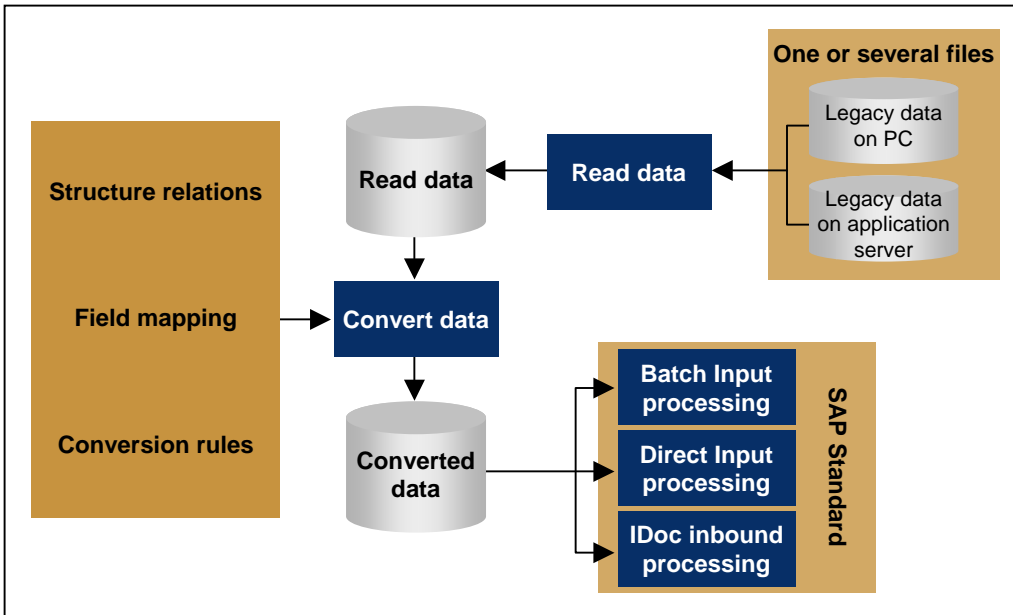 One or several files
Legacy data
on PC
Legacy data
on application
server
Read data
Read data
Structure relations
Field mapping
Conversion rules
Convert data
Converted
data
Batch Input
processing
Direct Input
processing
IDoc inbound
processing
SAP Standard